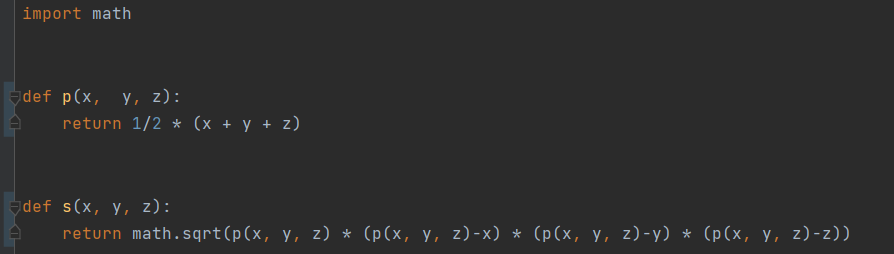 import math
def p(x,  y, z):
    return 1/2 * (x + y + z)
def s(x, y, z):
    return math.sqrt(p(x, y, z) * (p(x, y, z)-x) * (p(x, y, z)-y) * (p(x, y, z)-z))